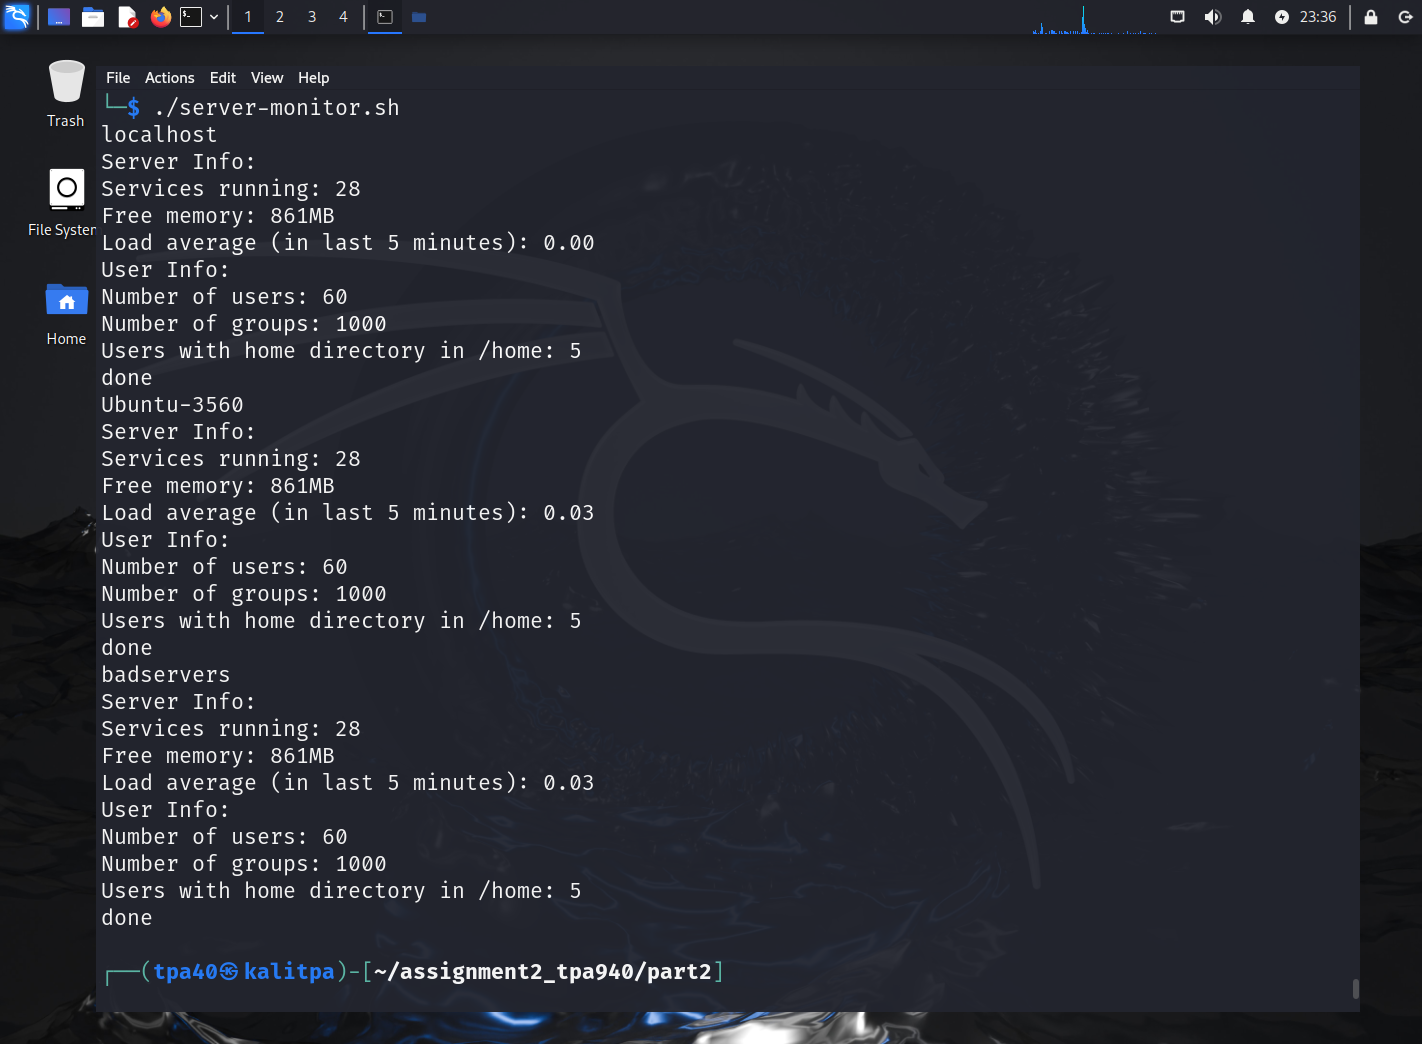 1 2 3 4 23:36
Trash
File System
Home
File Actions Edit View Help
└─$ ./server-monitor.sh
localhost
Server Info:
Services running: 28
Free memory: 861MB
Load average (in last 5 minutes): 0.00
User Info:
Number of users: 60
Number of groups: 1000
Users with home directory in /home: 5
done
Ubuntu-3560
Server Info:
Services running: 28
Free memory: 861MB
Load average (in last 5 minutes): 0.03
User Info:
Number of users: 60
Number of groups: 1000
Users with home directory in /home: 5
done
badservers
Server Info:
Services running: 28
Free memory: 861MB
Load average (in last 5 minutes): 0.03
User Info:
Number of users: 60
Number of groups: 1000
Users with home directory in /home: 5
done
┌──(tpa40㉿kalitpa)-[~/assignment2_tpa940/part2]